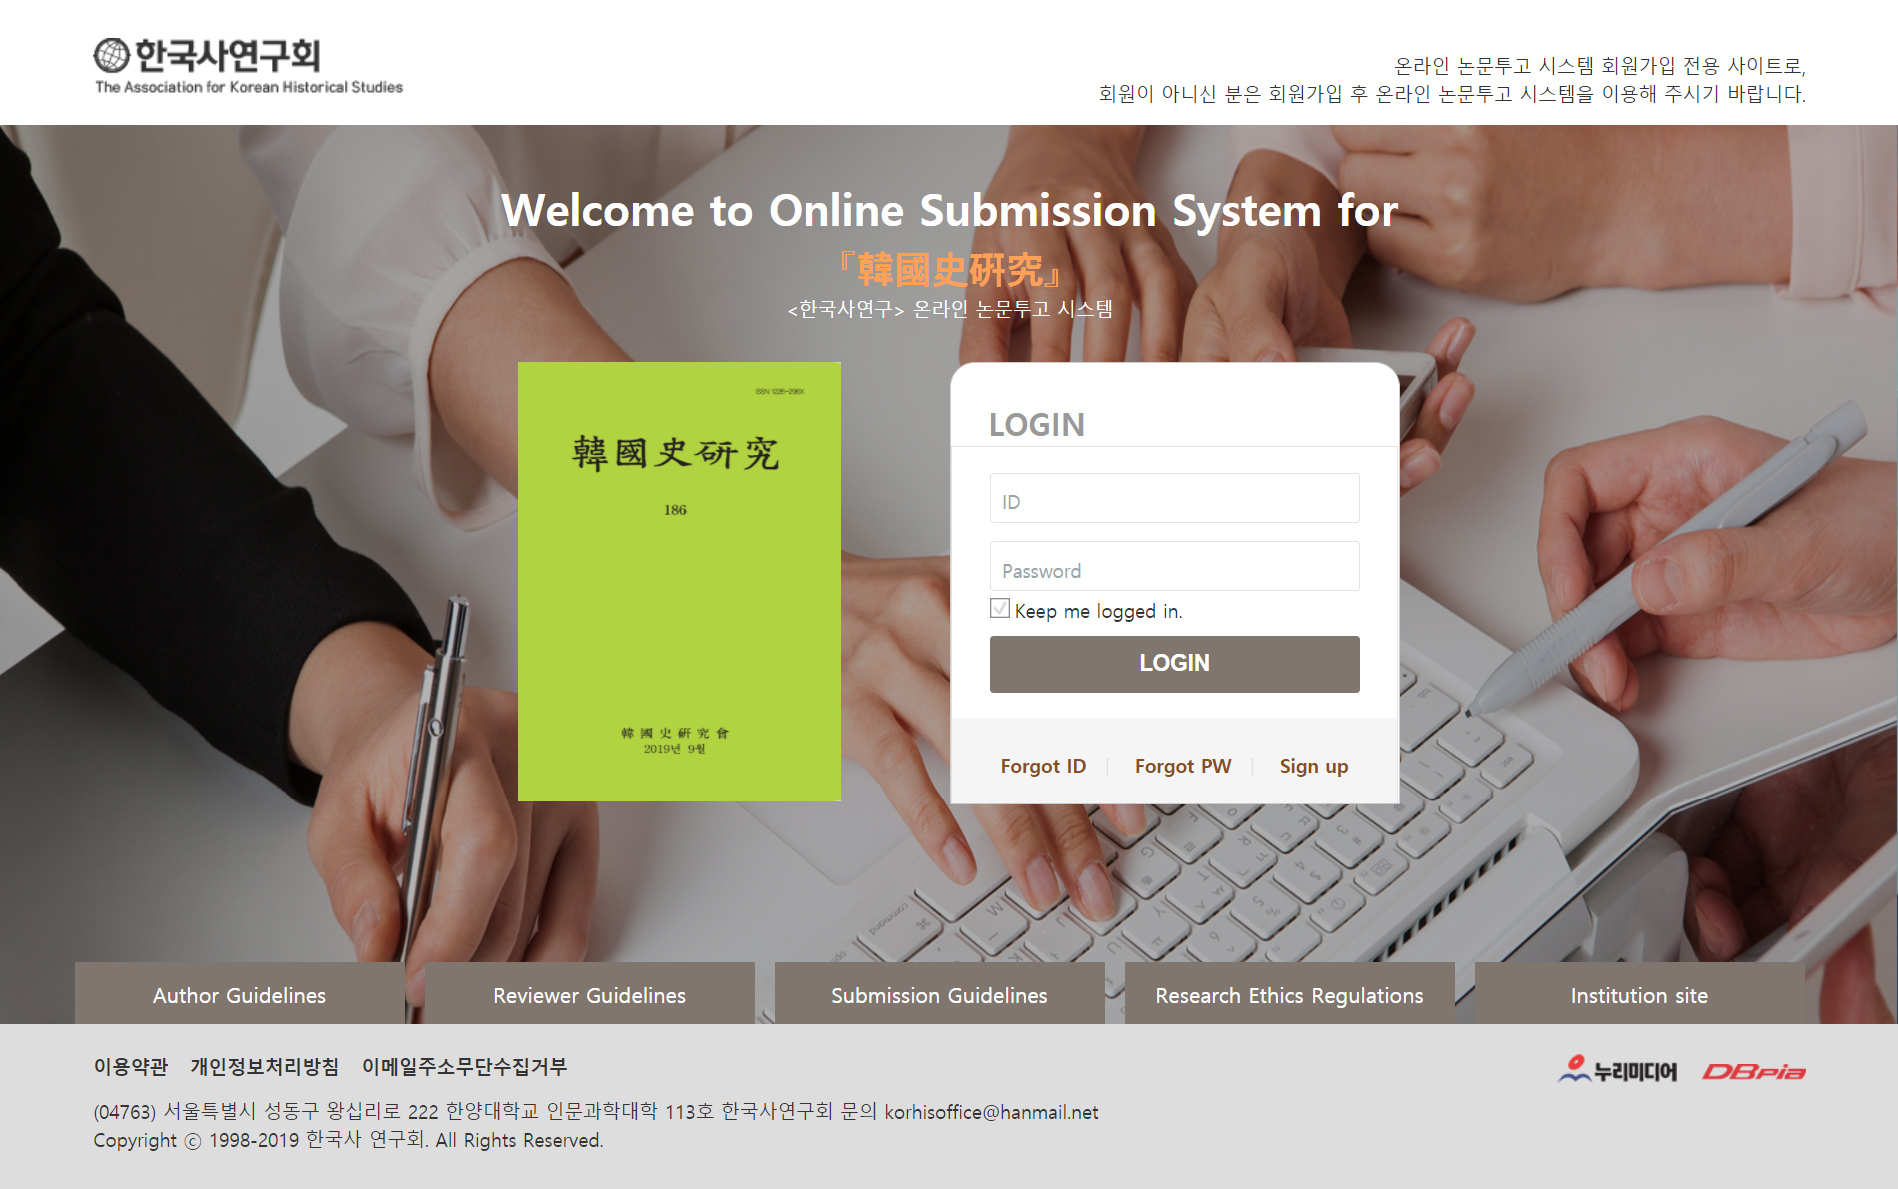 한국사연구회
The Association for Korean Historical Studies
온라인 논문투고 시스템 회원가입 전용 사이트로,
회원이 아니신 분은 회원가입 후 온라인 논문투고 시스템을 이용해 주시기 바랍니다.
Welcome to Online Submission System for
『韓國史硏究』
<한국사연구> 온라인 논문투고 시스템
ISSN 1226-296X
韓國史研究
186
韓國史研究會
2019년 9월
LOGIN
ID
Password
Keep me logged in.
LOGIN
Forgot ID
Forgot PW
Sign up
command
Author Guidelines
Reviewer Guidelines
Submission Guidelines
Research Ethics Regulations
Institution site
이용약관 개인정보처리방침 이메일주소무단수집거부
누리미디어 DBpia
(04763) 서울특별시 성동구 왕십리로 222 한양대학교 인문과학대학 113호 한국사연구회 문의 korhisoffice@hanmail.net
Copyright ⓒ 1998-2019 한국사 연구회. All Rights Reserved.